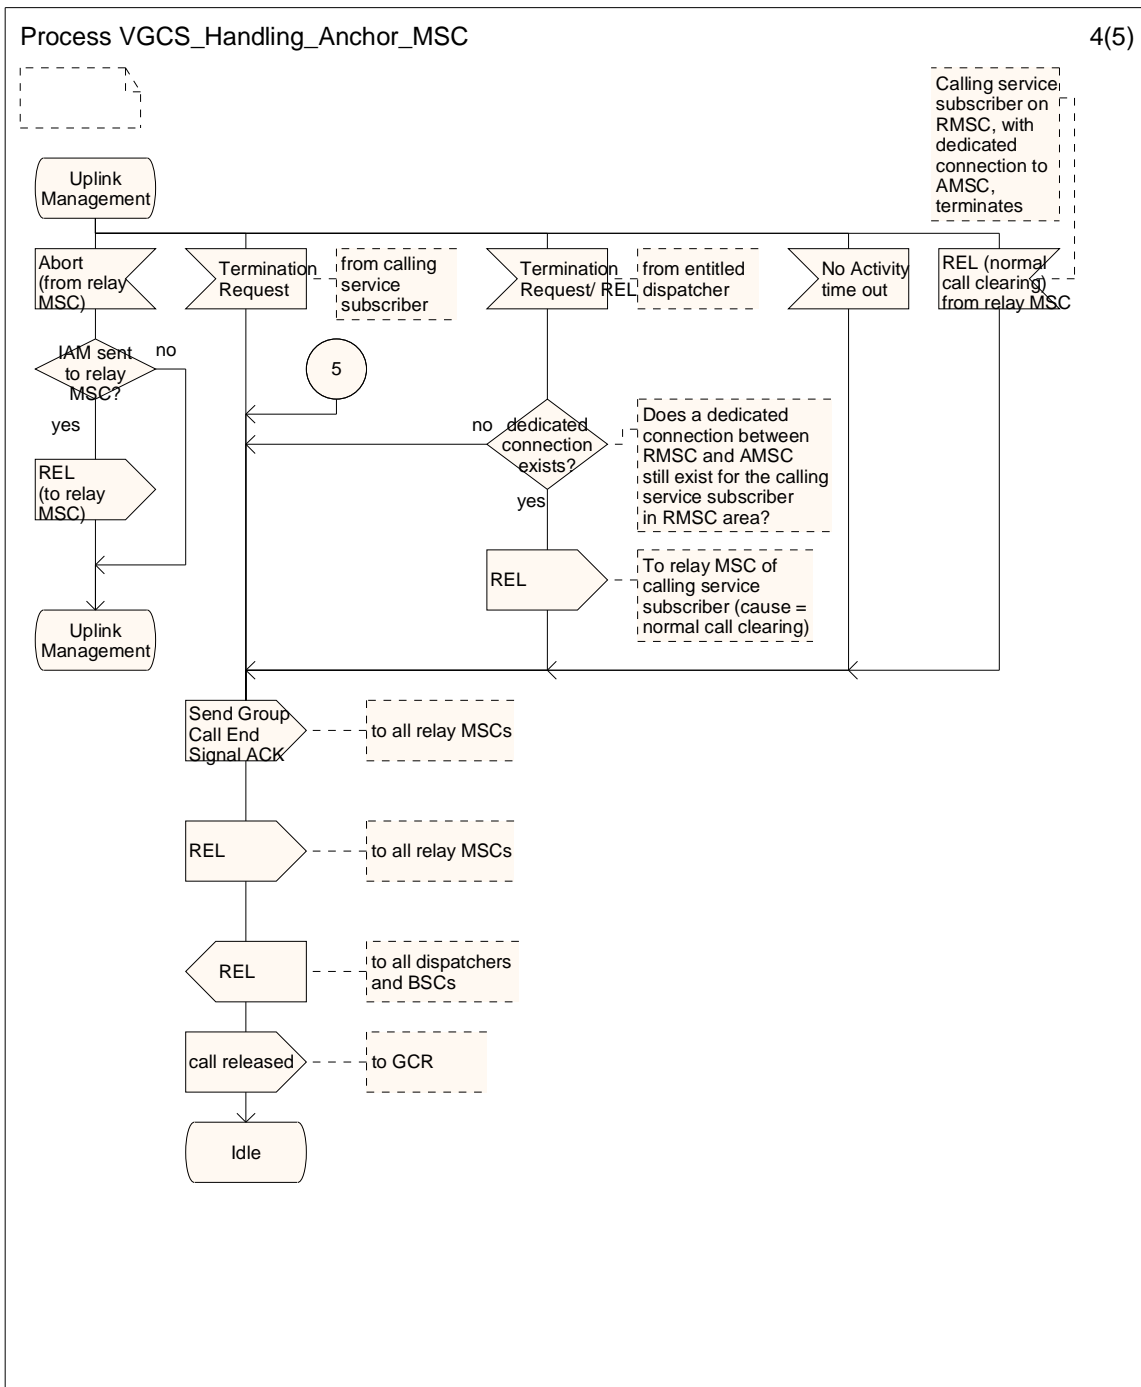 Process VGCS_Handling_Anchor_MSC
4(5)
Calling service
subscriber on
RMSC, with
dedicated
connection to
AMSC,
terminates
Uplink
Management
Abort
(from relay
MSC)
Termination
Request
from calling
service
subscriber
Termination
Request/ REL
from entitled
dispatcher
No Activity
time out
REL (normal
call clearing)
from relay MSC
IAM sent
to relay
MSC?
no
yes
5
no
dedicated
connection
exists?
yes
Does a dedicated
connection between
RMSC and AMSC
still exist for the calling
service subscriber
in RMSC area?
REL
(to relay
MSC)
REL
To relay MSC of
calling service
subscriber (cause =
normal call clearing)
Uplink
Management
Send Group
Call End
Signal ACK
to all relay MSCs
REL
to all relay MSCs
REL
to all dispatchers
and BSCs
call released
to GCR
Idle